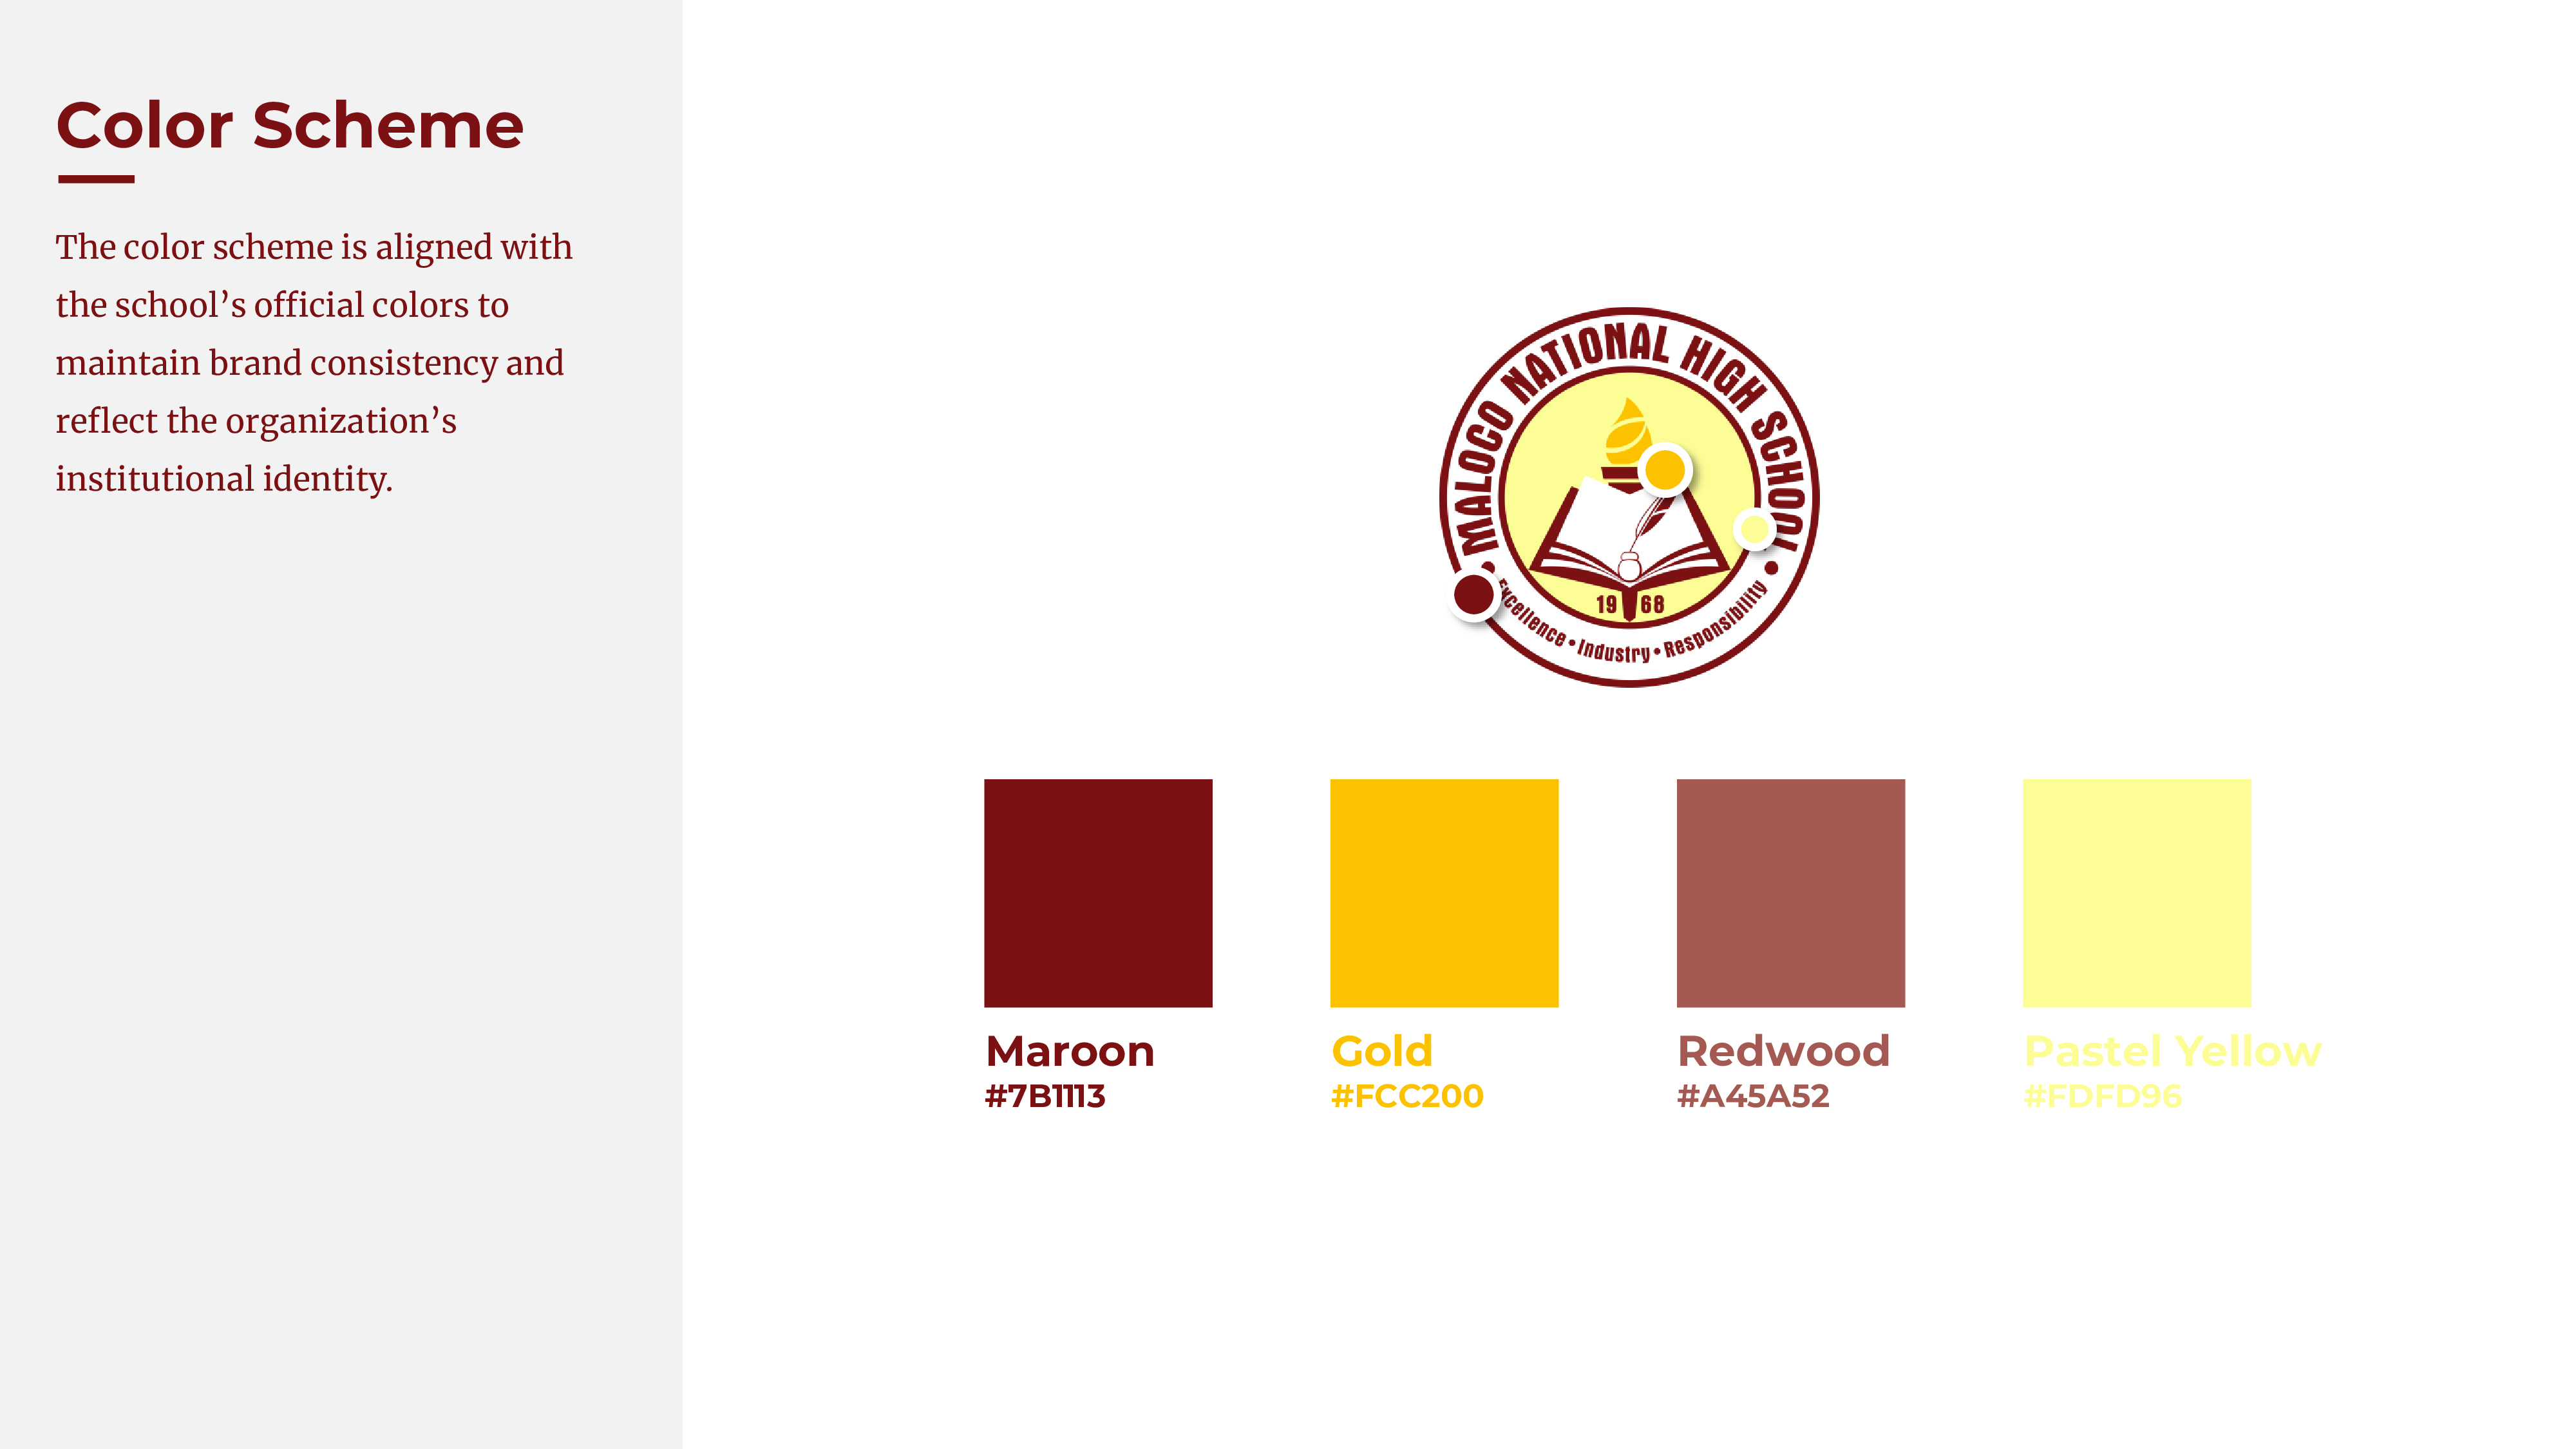 Color Scheme
The color scheme is aligned with
the school’s official colors to
maintain brand consistency and
reflect the organization’s
institutional identity.
MALOCO NATIONAL HIGH SCHOOL
19 68
Excellence • Industry • Responsibility
Maroon
#7B1113
Gold
#FCC200
Redwood
#A45A52
Pastel Yellow
#FDFD96